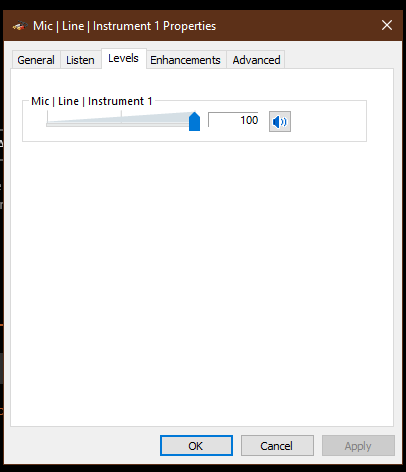 Mic | Line | Instrument 1 Properties
General Listen Levels Enhancements Advanced
Mic | Line | Instrument 1
100
OK Cancel Apply